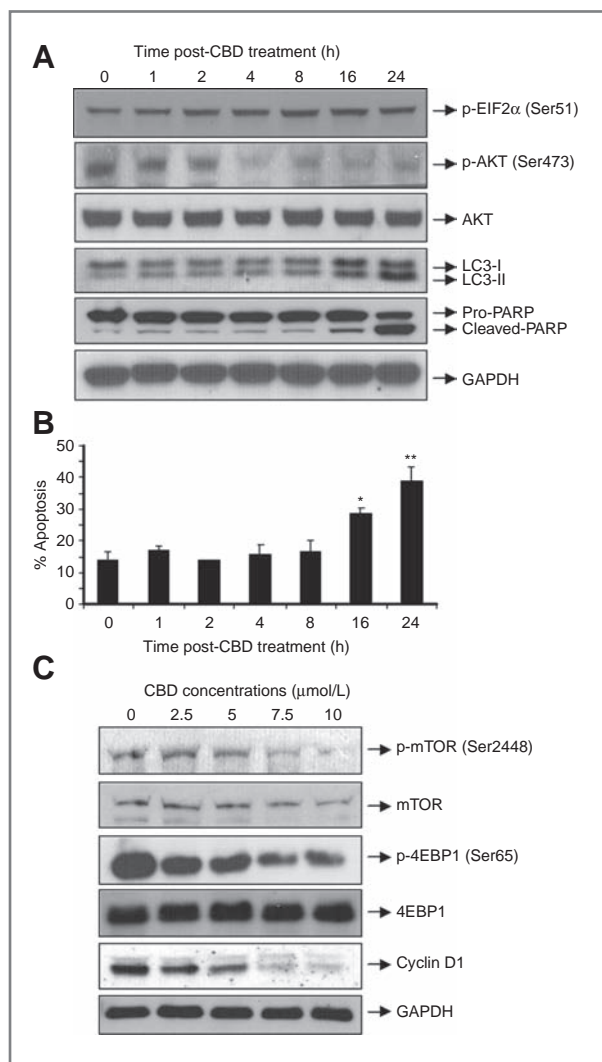 A
Time post-CBD treatment (h)
0 1 2 4 8 16 24
p-EIF2α (Ser51)
p-AKT (Ser473)
AKT
LC3-I
LC3-II
Pro-PARP
Cleaved-PARP
GAPDH
B
50
40
30
20
10
0
% Apoptosis
*
**
0 1 2 4 8 16 24
Time post-CBD treatment (h)
C
CBD concentrations (μmol/L)
0 2.5 5 7.5 10
p-mTOR (Ser2448)
mTOR
p-4EBP1 (Ser65)
4EBP1
Cyclin D1
GAPDH